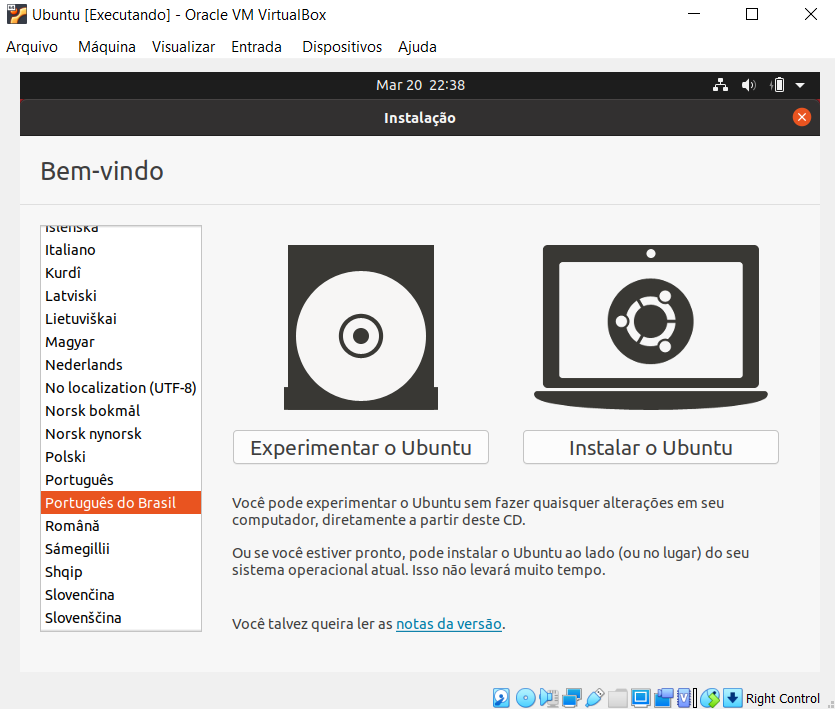 Ubuntu [Executando] - Oracle VM VirtualBox
Arquivo Máquina Visualizar Entrada Dispositivos Ajuda
Mar 20 22:38
Instalação
Bem-vindo
Íslenska
Italiano
Kurdî
Latviski
Lietuviškai
Magyar
Nederlands
No localization (UTF-8)
Norsk bokmål
Norsk nynorsk
Polski
Português
Português do Brasil
Română
Sámegillii
Shqip
Slovenčina
Slovenščina
Experimentar o Ubuntu
Instalar o Ubuntu
Você pode experimentar o Ubuntu sem fazer quaisquer alterações em seu
computador, diretamente a partir deste CD.
Ou se você estiver pronto, pode instalar o Ubuntu ao lado (ou no lugar) do seu
sistema operacional atual. Isso não levará muito tempo.
Você talvez queira ler as notas da versão.
Right Control